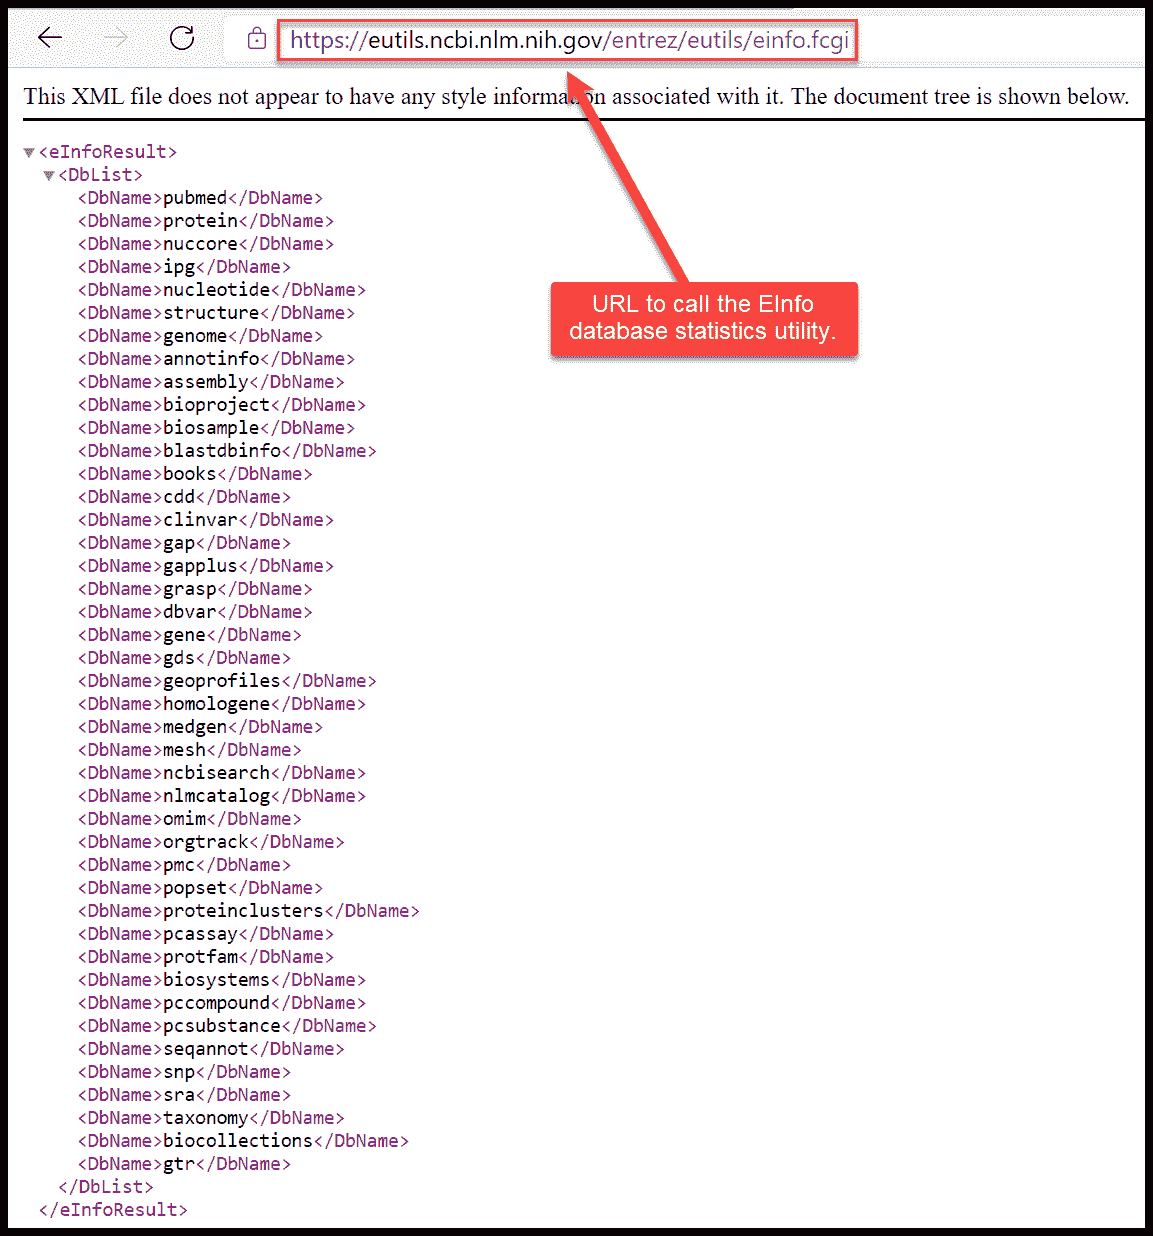 https://eutils.ncbi.nlm.nih.gov/entrez/eutils/einfo.fcgi
This XML file does not appear to have any style information associated with it. The document tree is shown below.
<eInfoResult>
<DbList>
<DbName>pubmed</DbName>
<DbName>protein</DbName>
<DbName>nuccore</DbName>
<DbName>ipg</DbName>
<DbName>nucleotide</DbName>
<DbName>structure</DbName>
<DbName>genome</DbName>
<DbName>annotinfo</DbName>
<DbName>assembly</DbName>
<DbName>bioproject</DbName>
<DbName>biosample</DbName>
<DbName>blastdbinfo</DbName>
<DbName>books</DbName>
<DbName>cdd</DbName>
<DbName>clinvar</DbName>
<DbName>gap</DbName>
<DbName>gapplus</DbName>
<DbName>grasp</DbName>
<DbName>dbvar</DbName>
<DbName>gene</DbName>
<DbName>gds</DbName>
<DbName>geoprofiles</DbName>
<DbName>homologene</DbName>
<DbName>medgen</DbName>
<DbName>mesh</DbName>
<DbName>ncbisearch</DbName>
<DbName>nlmcatalog</DbName>
<DbName>omim</DbName>
<DbName>orgtrack</DbName>
<DbName>pmc</DbName>
<DbName>popset</DbName>
<DbName>proteinclusters</DbName>
<DbName>pcassay</DbName>
<DbName>protfam</DbName>
<DbName>biosystems</DbName>
<DbName>pccompound</DbName>
<DbName>pcsubstance</DbName>
<DbName>seqannot</DbName>
<DbName>snp</DbName>
<DbName>sra</DbName>
<DbName>taxonomy</DbName>
<DbName>biocollections</DbName>
<DbName>gtr</DbName>
</DbList>
</eInfoResult>
URL to call the EInfo
database statistics utility.